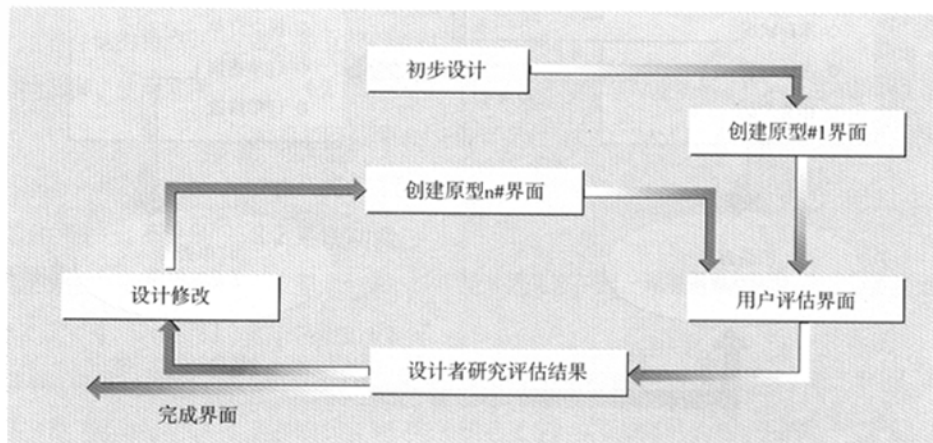 初步设计
创建原型#1界面
创建原型n#界面
设计修改
用户评估界面
设计者研究评估结果
完成界面